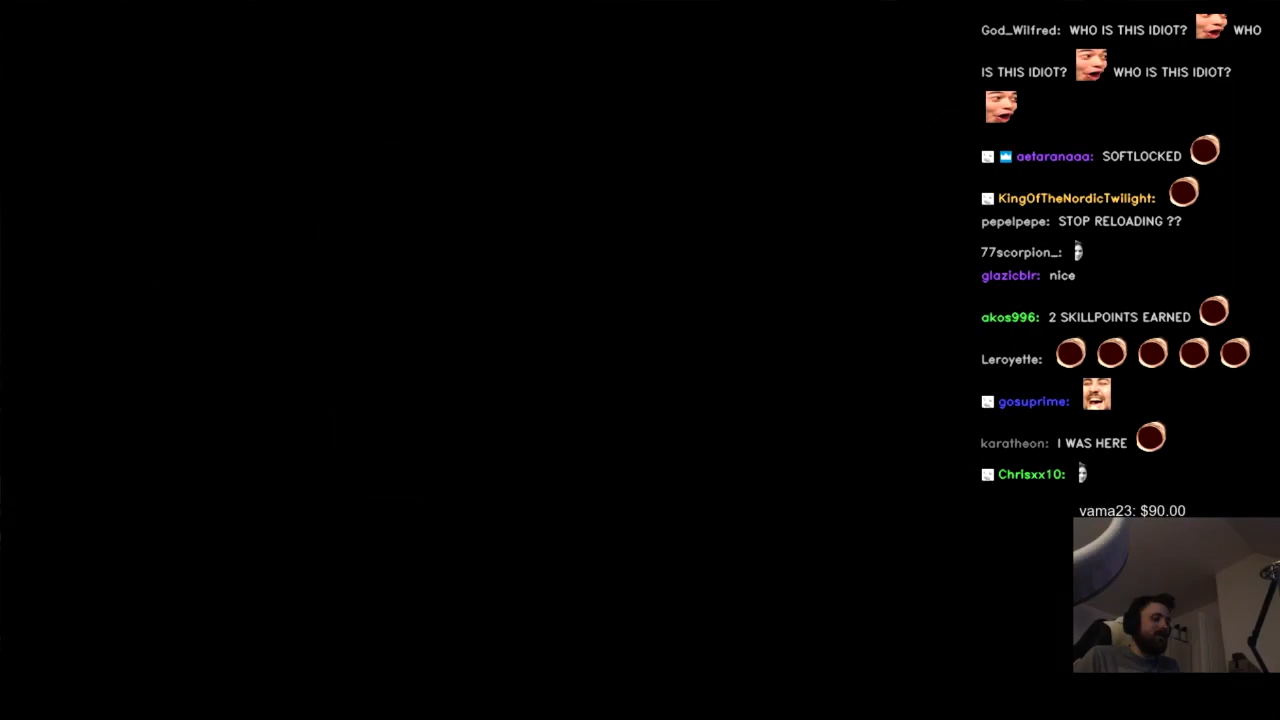 God_Wilfred: WHO IS THIS IDIOT? WHO
IS THIS IDIOT? WHO IS THIS IDIOT?
aetaranaaa: SOFTLOCKED
KingOfTheNordicTwilight:
pepelpepe: STOP RELOADING ??
77scorpion_:
glazicblr: nice
akos996: 2 SKILLPOINTS EARNED
Leroyette:
gosuprime:
karatheon: I WAS HERE
Chrisxx10:
vama23: $90.00